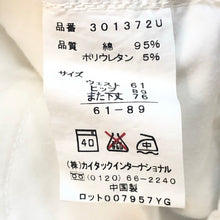 品番 301372U
品質 綿 95%
ポリウレタン 5%
サイズ
ウェスト 61
ヒップ 89
また下丈 76
61-89
40
(株)カイタックインターナショナル
☎(0120)66-2240
中国製
ロット007957YG